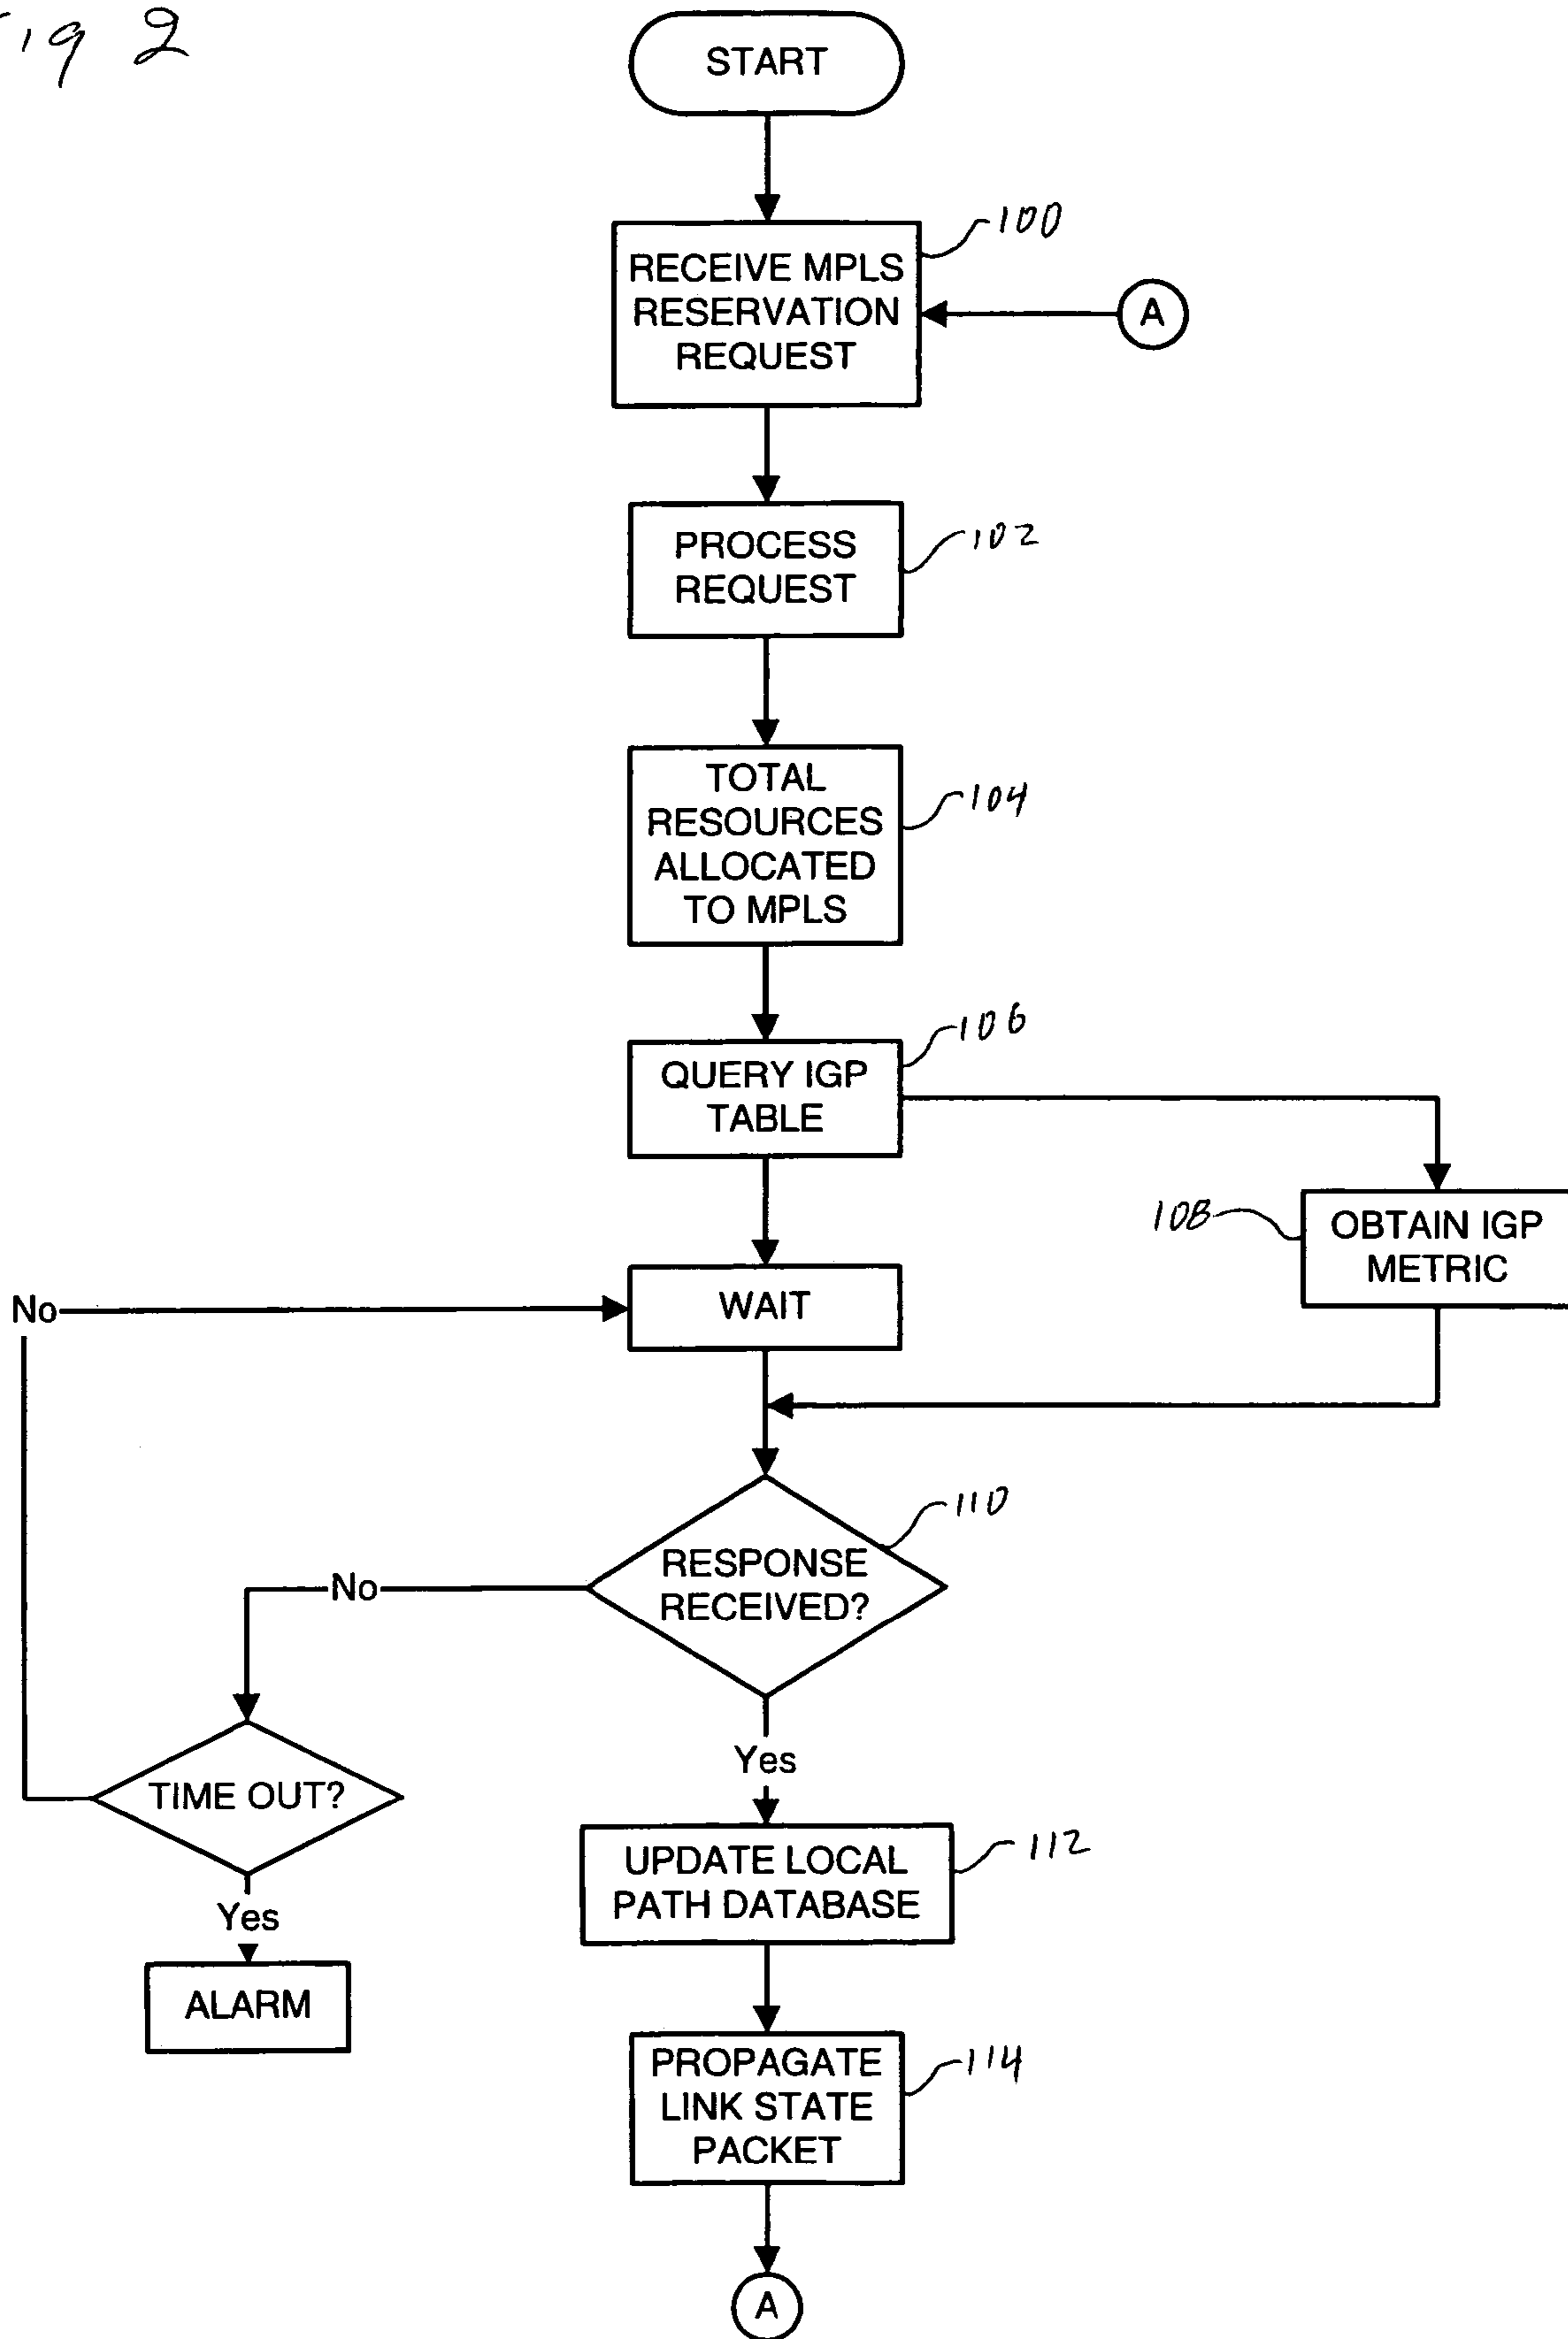 Fig 2
START
100
RECEIVE MPLS
RESERVATION
REQUEST
A
PROCESS
REQUEST
102
TOTAL
RESOURCES
ALLOCATED
TO MPLS
104
106
QUERY IGP
TABLE
108
OBTAIN IGP
METRIC
No
WAIT
110
RESPONSE
RECEIVED?
No
Yes
TIME OUT?
112
UPDATE LOCAL
PATH DATABASE
Yes
ALARM
PROPAGATE
LINK STATE
PACKET
114
A